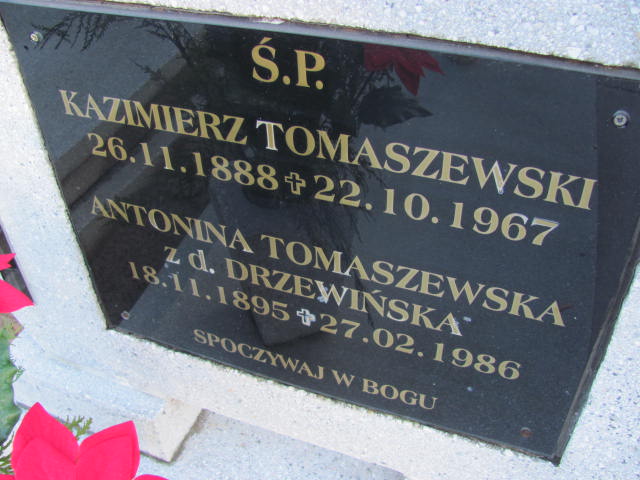 Ś.P.
KAZIMIERZ TOMASZEWSKI
26.11.1888 ✝ 22.10.1967
ANTONINA TOMASZEWSKA
z d. DRZEWIŃSKA
18.11.1895 ✝ 27.02.1986
SPOCZYWAJ W BOGU